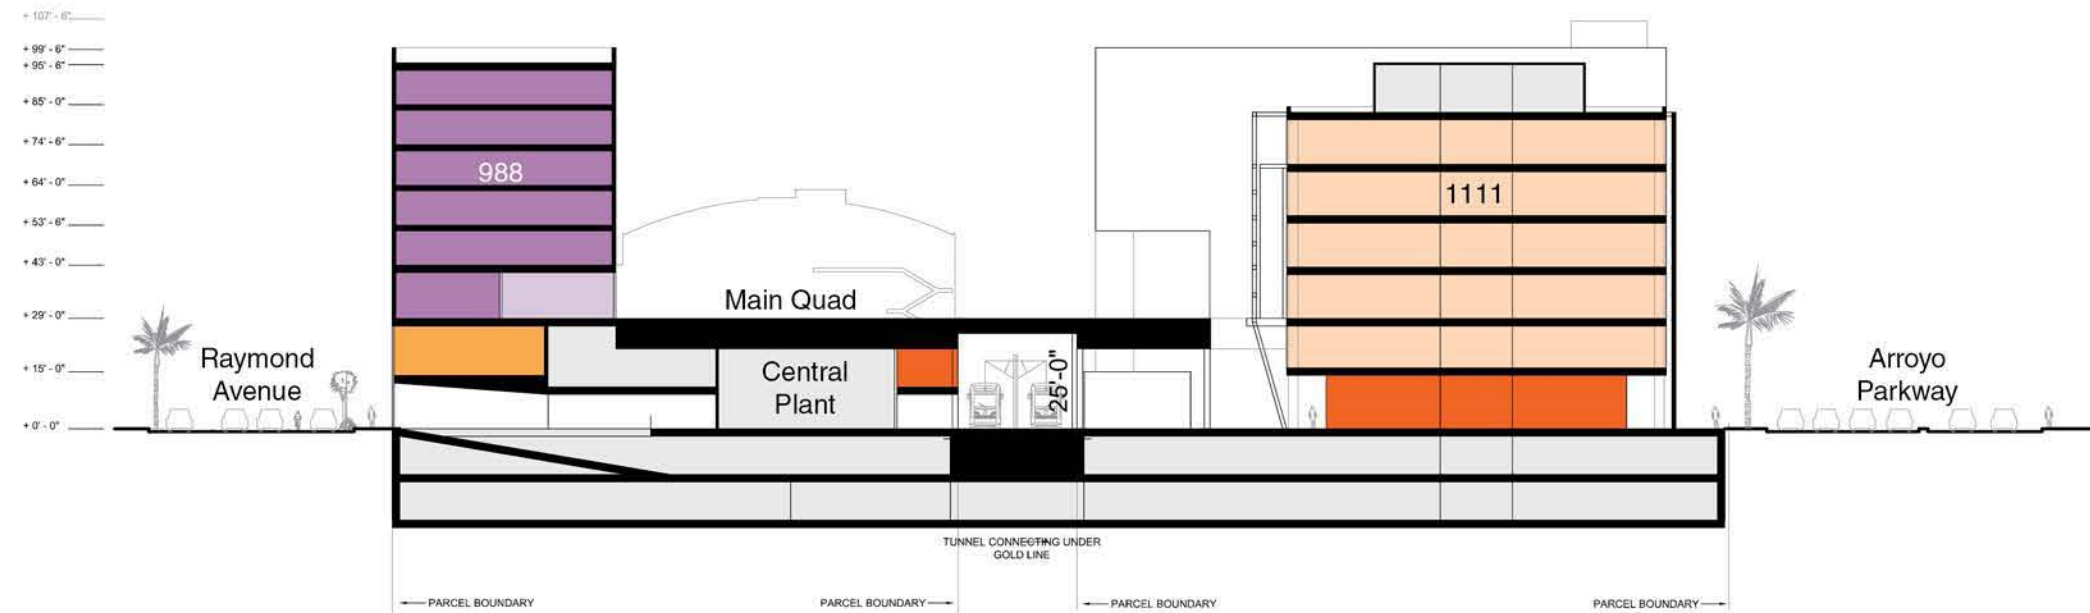 + 107' - 6"
+ 99' - 6"
+ 95' - 6"
+ 85' - 0"
+ 74' - 6"
+ 64' - 0"
+ 53' - 6"
+ 43' - 0"
+ 29' - 0"
+ 15' - 0"
+ 0' - 0"
988
1111
Main Quad
Raymond
Avenue
Central
Plant
25'-0"
Arroyo
Parkway
TUNNEL CONNECTING UNDER
GOLD LINE
PARCEL BOUNDARY
PARCEL BOUNDARY
PARCEL BOUNDARY
PARCEL BOUNDARY